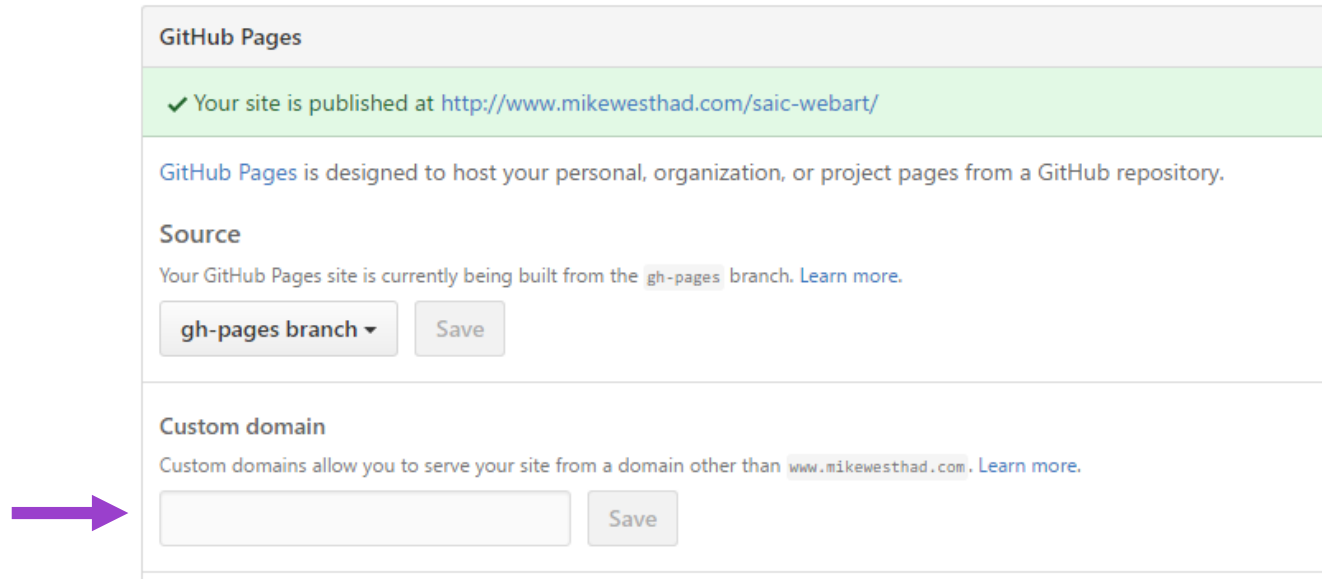 GitHub Pages
Your site is published at http://www.mikewesthad.com/saic-webart/
GitHub Pages is designed to host your personal, organization, or project pages from a GitHub repository.
Source
Your GitHub Pages site is currently being built from the gh-pages branch. Learn more.
gh-pages branch Save
Custom domain
Custom domains allow you to serve your site from a domain other than www.mikewesthad.com. Learn more.
Save